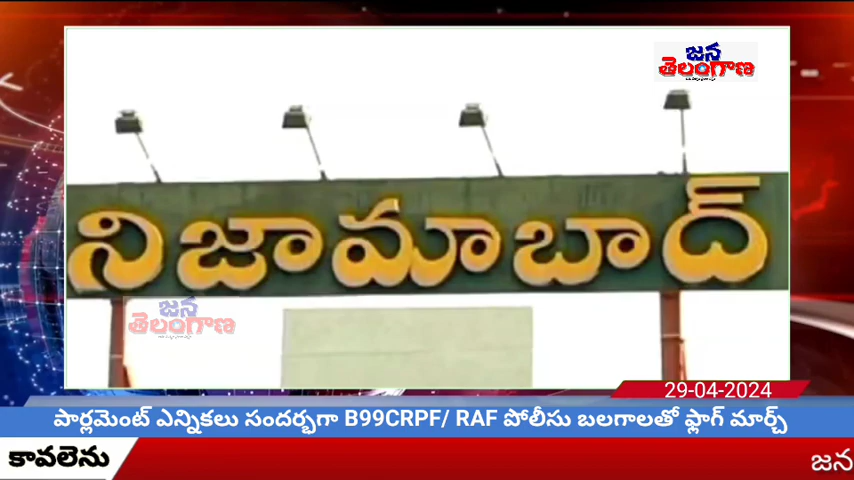 జన
తెలంగాణ
నిజామాబాద్
జన
తెలంగాణ
29-04-2024
పార్లమెంట్ ఎన్నికలు సందర్భగా B99CRPF/ RAF పోలీసు బలగాలతో ఫ్లాగ్ మార్చ్
కావలెను
జన